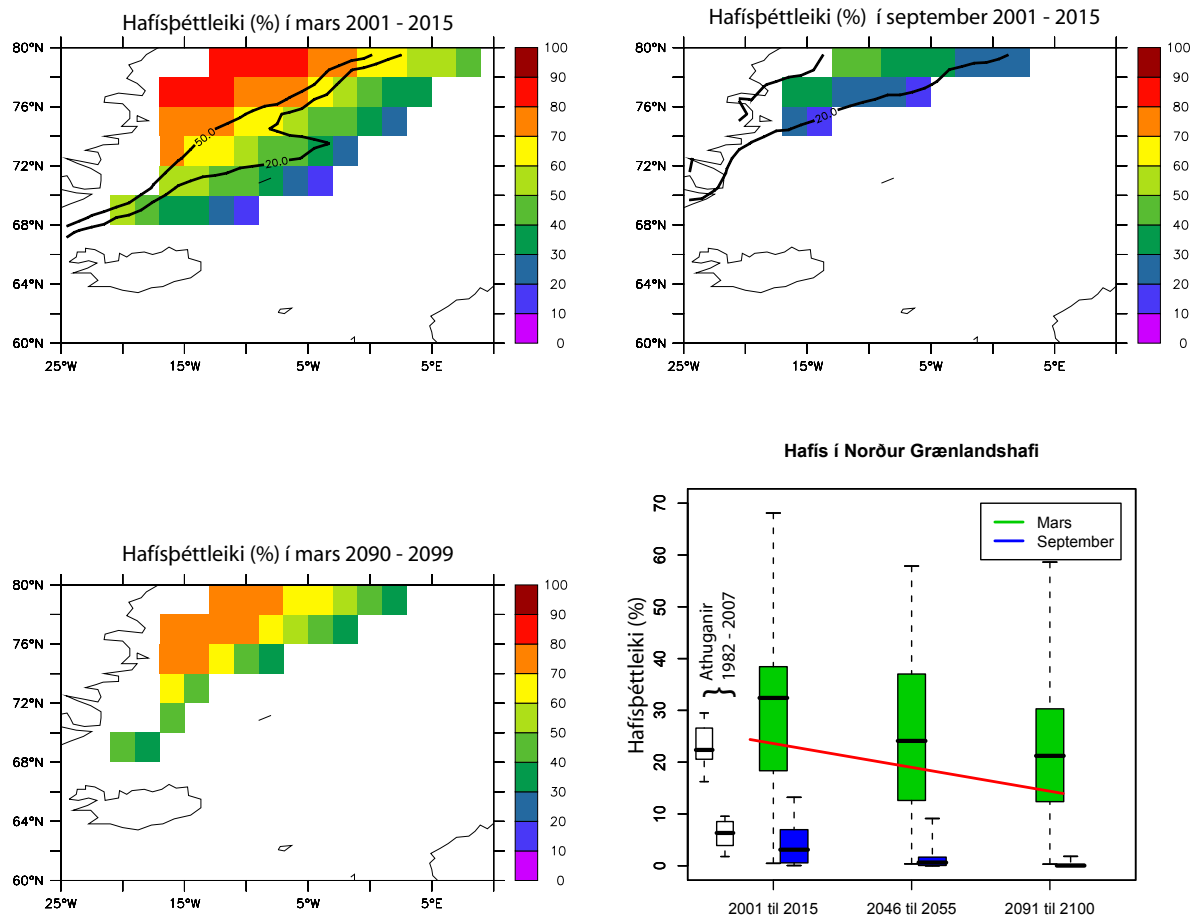 Hafísþéttleiki (%) í mars 2001 - 2015
80°N
76°N
72°N
68°N
64°N
60°N
25°W
15°W
5°W
5°E
50.0
20.0
100
90
80
70
60
50
40
30
20
10
0
Hafísþéttleiki (%) í september 2001 - 2015
80°N
76°N
72°N
68°N
64°N
60°N
25°W
15°W
5°W
5°E
20.0
100
90
80
70
60
50
40
30
20
10
0
Hafísþéttleiki (%) í mars 2090 - 2099
80°N
76°N
72°N
68°N
64°N
60°N
25°W
15°W
5°W
5°E
100
90
80
70
60
50
40
30
20
10
0
Hafís í Norður Grænlandshafi
Hafísþéttleiki (%)
70
60
50
40
30
20
10
0
Athuganir
1982 - 2007
Mars
September
2001 til 2015
2046 til 2055
2091 til 2100